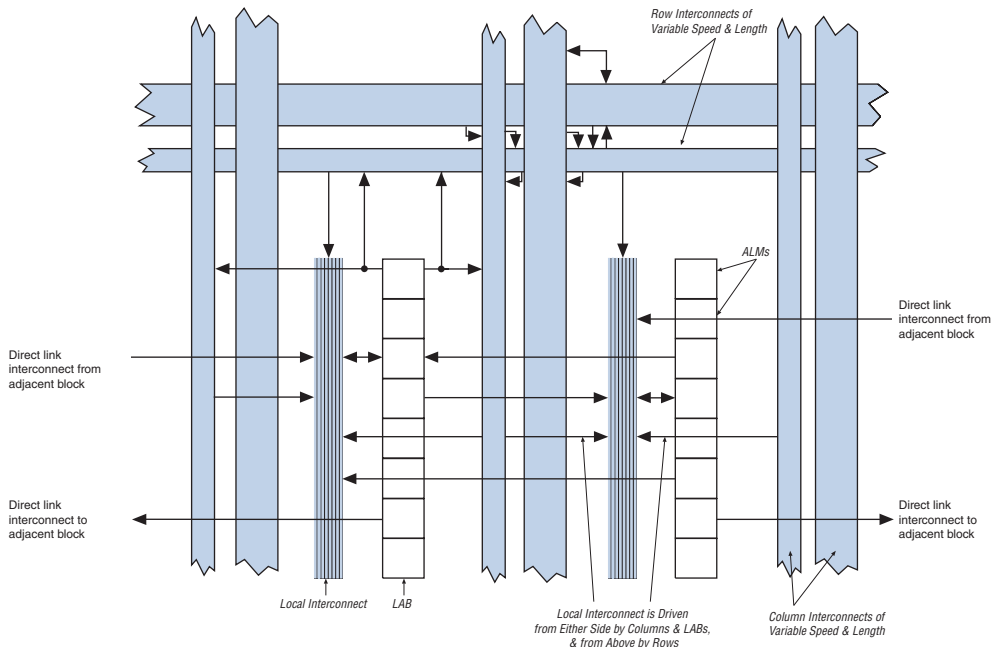 Row Interconnects of
Variable Speed & Length
ALMs
Direct link
interconnect from
adjacent block
Direct link
interconnect from
adjacent block
Direct link
interconnect to
adjacent block
Direct link
interconnect to
adjacent block
Local Interconnect
LAB
Local Interconnect is Driven
from Either Side by Columns & LABs,
& from Above by Rows
Column Interconnects of
Variable Speed & Length